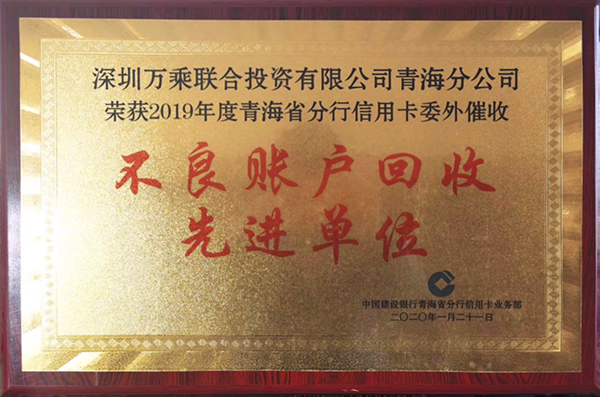 深圳万乘联合投资有限公司青海分公司
荣获2019年度青海省分行信用卡委外催收
不良账户回收
先进单位
中国建设银行青海省分行信用卡业务部
二〇二〇年一月二十一日